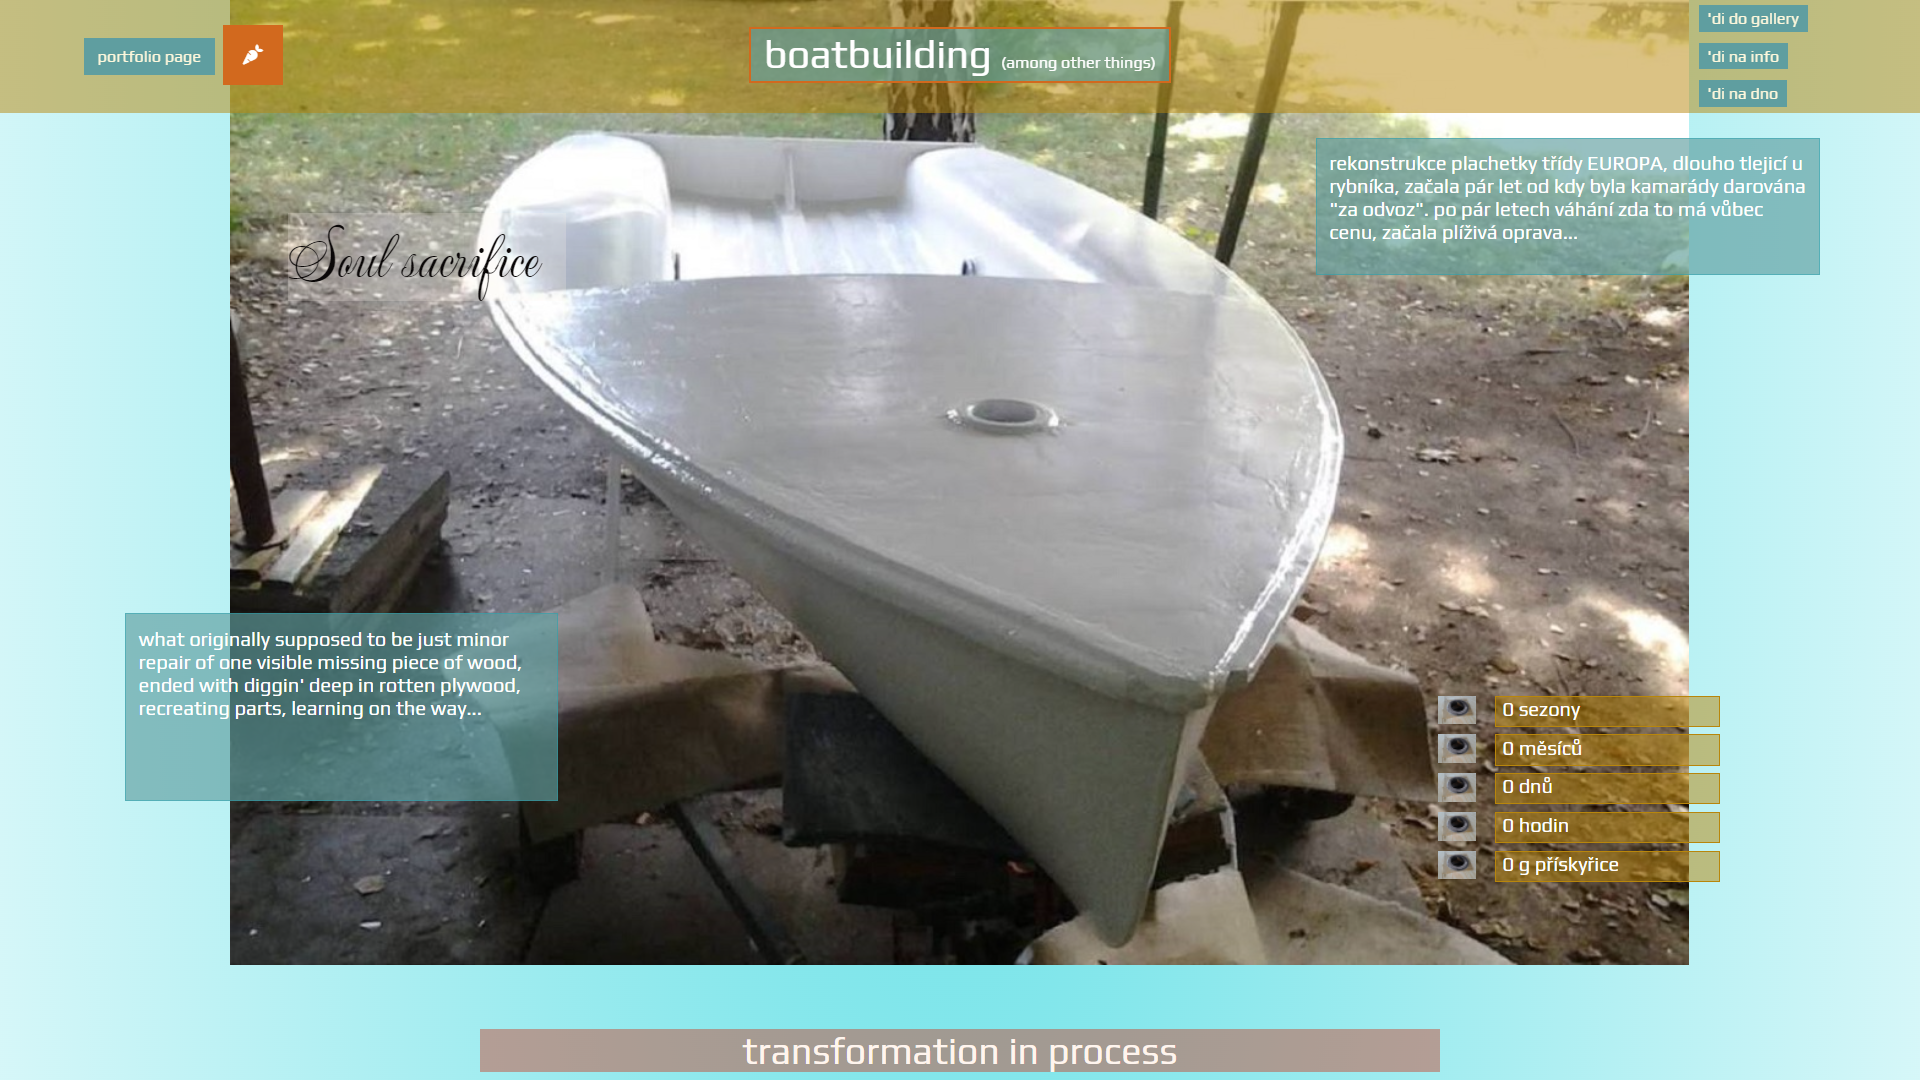 portfolio page
boatbuilding (among other things)
'di do gallery
'di na info
'di na dno
rekonstrukce plachetky třídy EUROPA, dlouho tlejicí u
rybníka, začala pár let od kdy byla kamarády darována
"za odvoz". po pár letech váhání zda to má vůbec
cenu, začala plíživá oprava...
Soul sacrifice
what originally supposed to be just minor
repair of one visible missing piece of wood,
ended with diggin' deep in rotten plywood,
recreating parts, learning on the way...
0 sezony
0 měsíců
0 dnů
0 hodin
0 g přískyřice
transformation in process